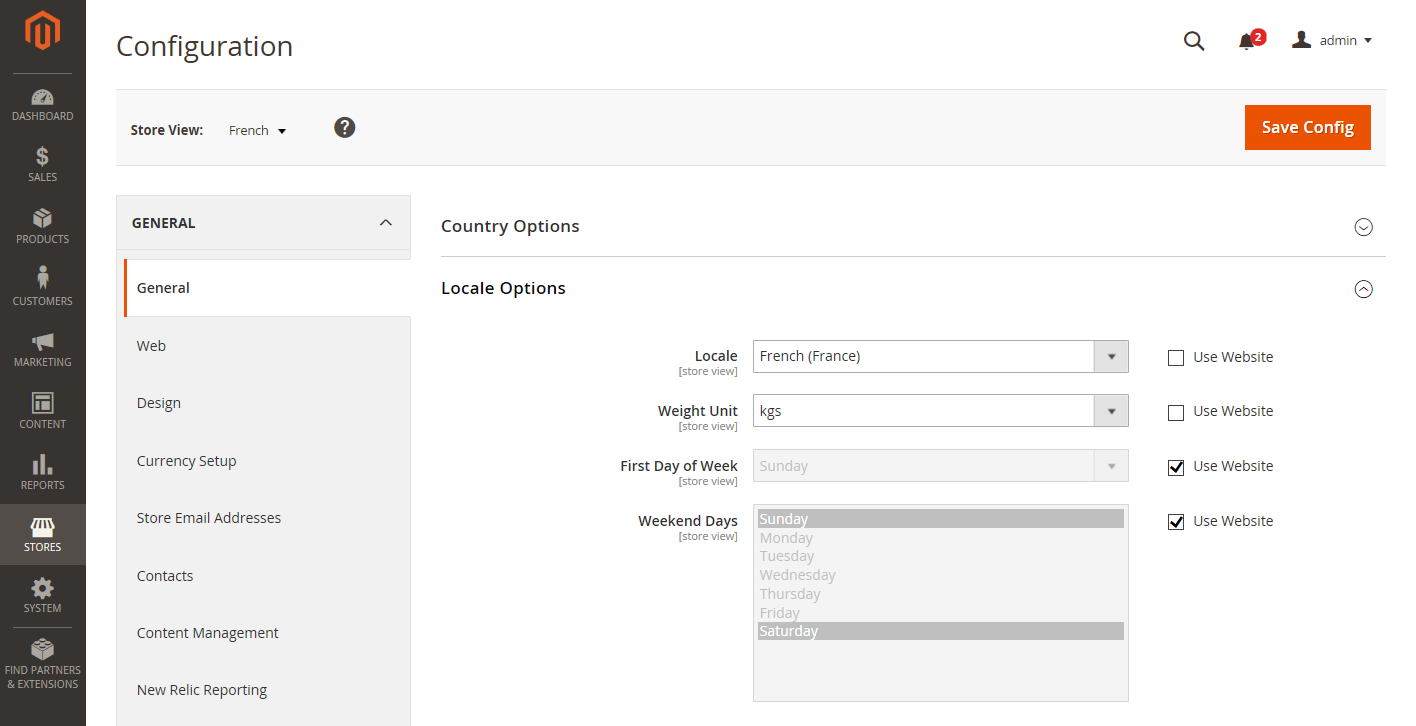 Configuration
2
admin
Store View:
French
?
Save Config
DASHBOARD
$
SALES
PRODUCTS
CUSTOMERS
MARKETING
CONTENT
REPORTS
STORES
SYSTEM
FIND PARTNERS
& EXTENSIONS
GENERAL
General
Web
Design
Currency Setup
Store Email Addresses
Contacts
Content Management
New Relic Reporting
Country Options
Locale Options
Locale French (France) Use Website
[store view]
Weight Unit kgs Use Website
[store view]
First Day of Week Sunday Use Website
[store view]
Weekend Days Sunday Use Website
[store view] Monday
Tuesday
Wednesday
Thursday
Friday
Saturday